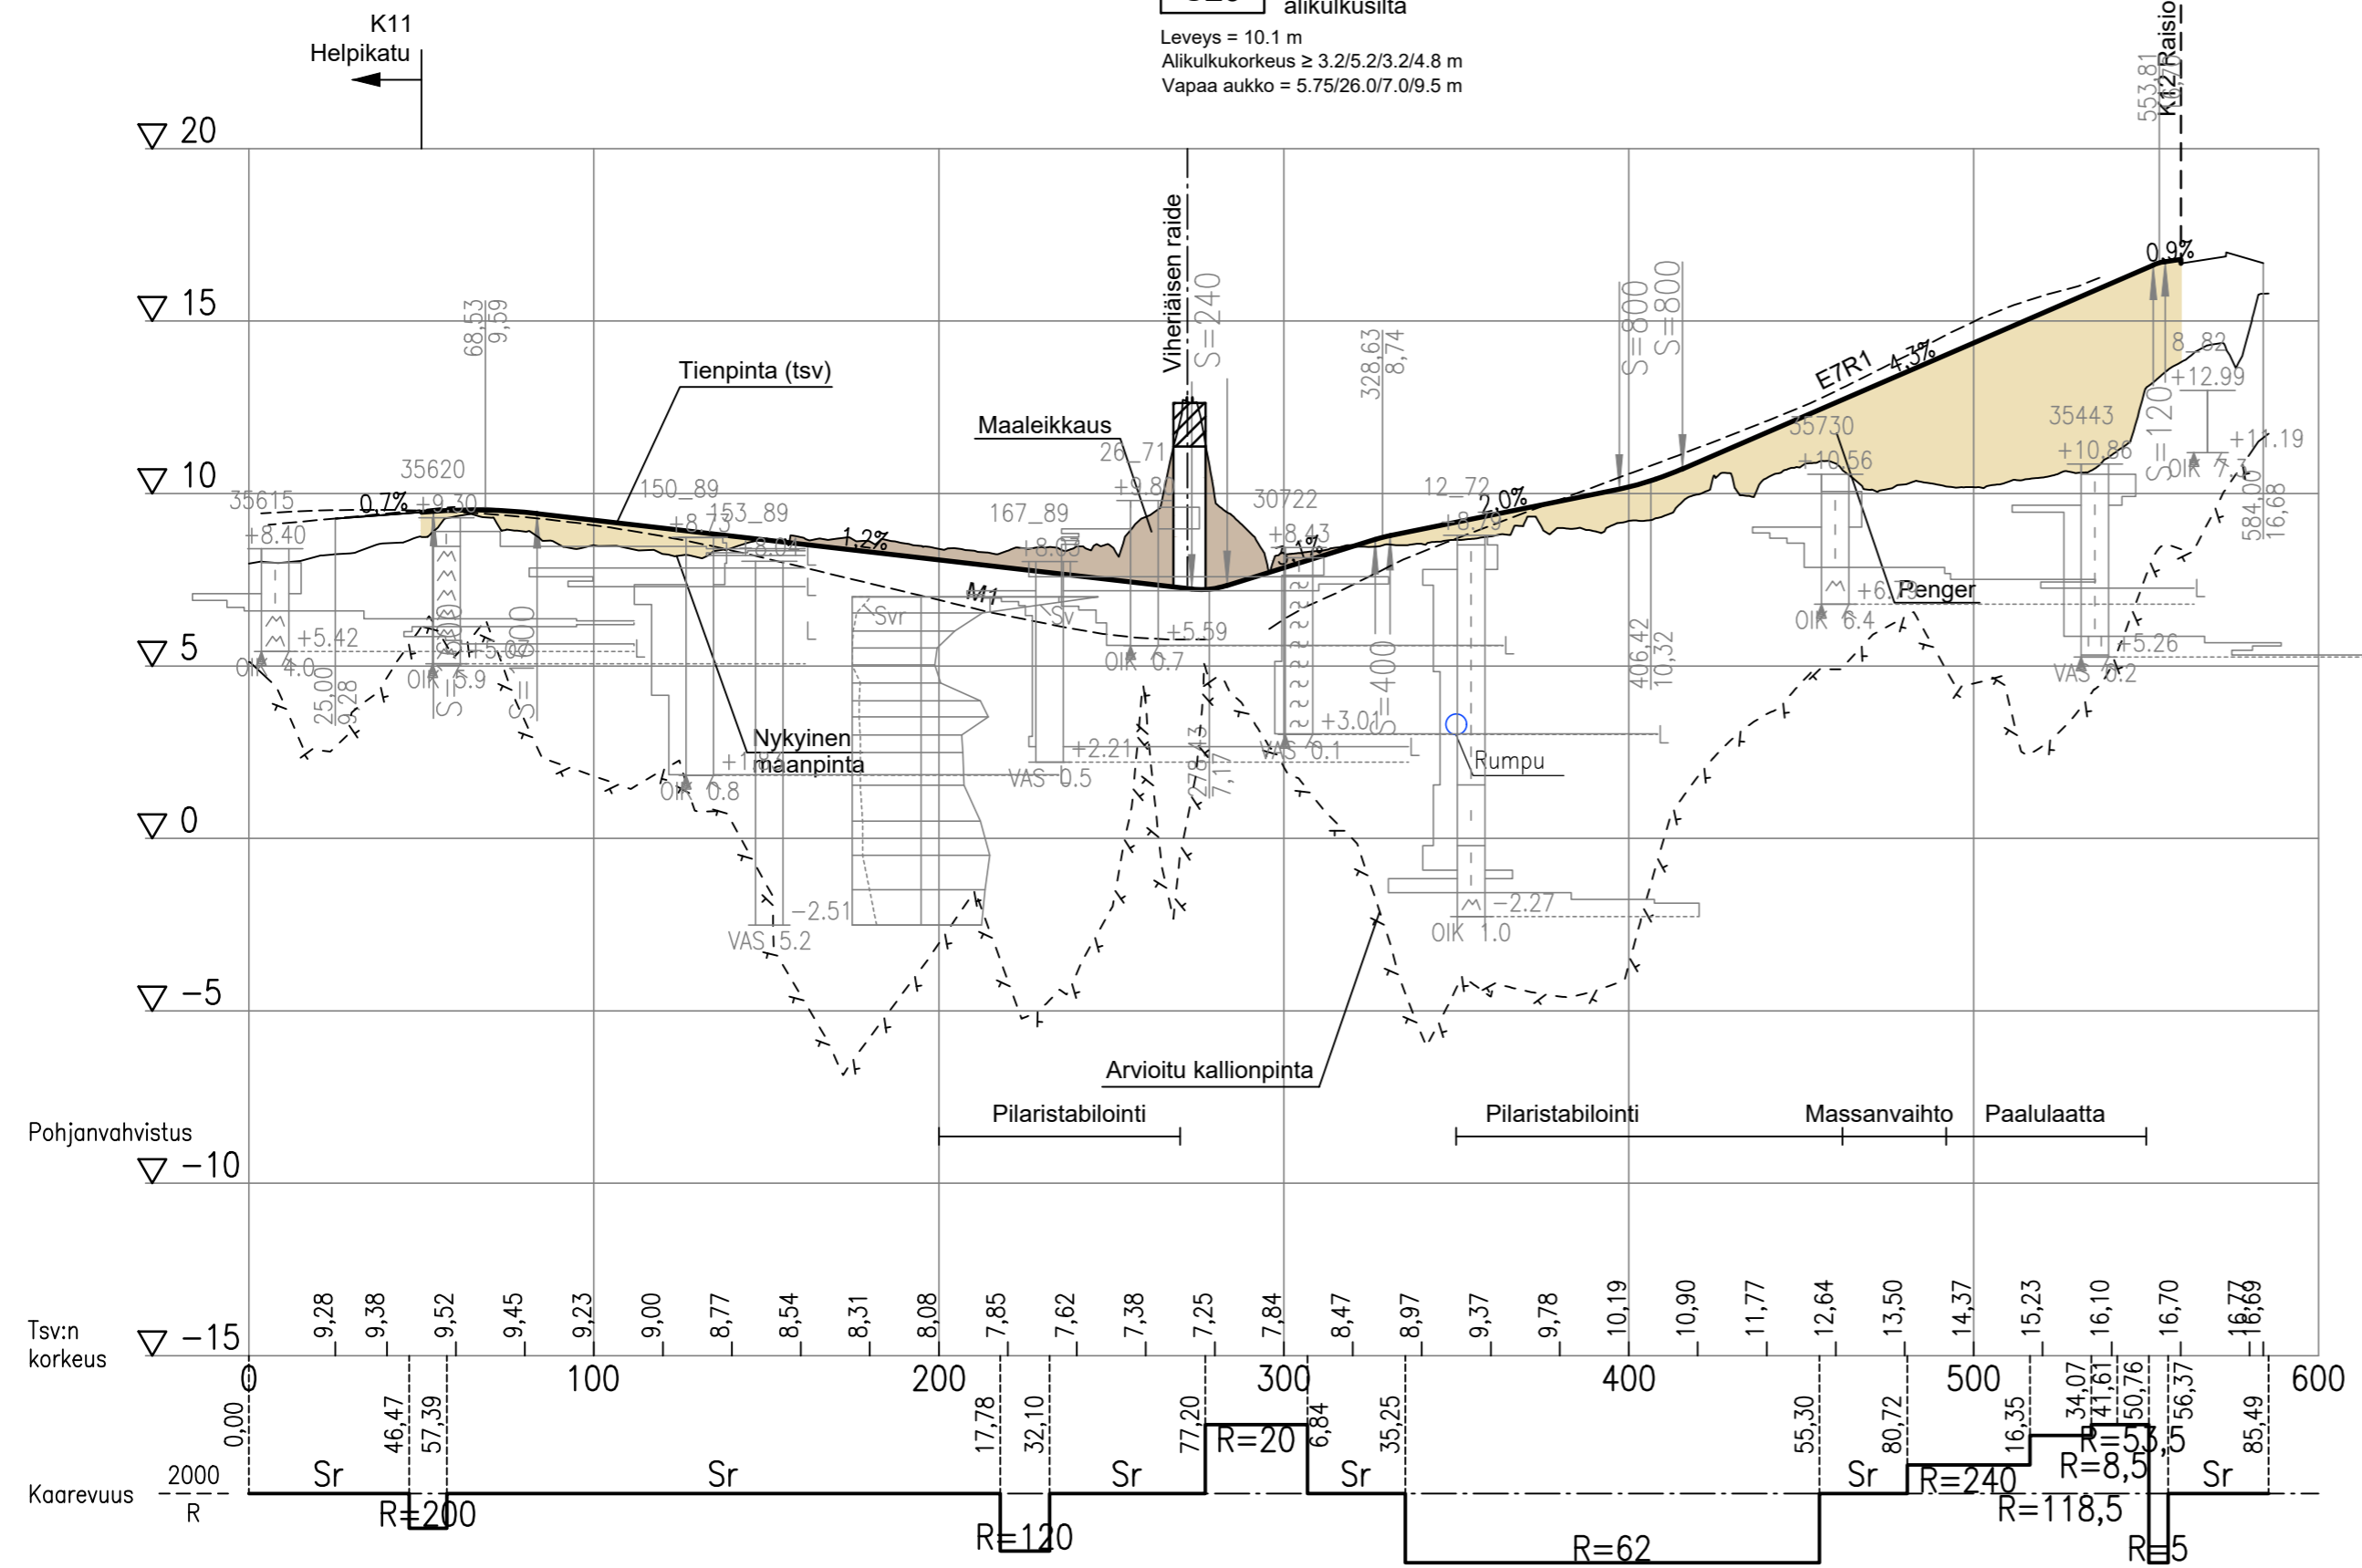 alikulkusilta
K11
Helpikatu
Leveys = 10.1 m
Alikulkukorkeus ≥ 3.2/5.2/3.2/4.8 m
Vapaa aukko = 5.75/26.0/7.0/9.5 m
553,81
K12 Raisio
20
15
10
5
0
-5
-10
-15
Viheriäisen raide
S=240
68,53
9,59
Tienpinta (tsv)
328,63
8,74
S=800
S=800
0,9%
E7R1
4,3%
8_82
+12.99
Maaleikkaus
26_71
35730
+10.56
35443
+10.86
S=120
+11.19
OIK 7.3
584,00
16,68
35615
+8.40
0,7%
35620
+9.30
150_89
+8.73
153_89
+8.04
1,2%
167_89
30722
+8.43
12_72
+8.79
2,0%
M1
Svr
Sv
+5.42
OIK 4.0
25,00
9,28
OIK 5.9
+5.59
OIK 0.7
S=400
406,42
10,32
OIK 6.4
Penger
+5.26
Nykyinen
maanpinta
OIK 0.8
+2.21
VAS 0.5
278,43
7,17
+3.01
VAS 0.1
Rumpu
-2.51
VAS 5.2
-2.27
OIK 1.0
Arvioitu kallionpinta
Pohjanvahvistus
Pilaristabilointi
Pilaristabilointi
Massanvaihto
Paalulaatta
Tsv:n
korkeus
9,28
9,38
9,52
9,45
9,23
9,00
8,77
8,54
8,31
8,08
7,85
7,62
7,38
7,25
7,84
8,47
8,97
9,37
9,78
10,19
10,90
11,77
12,64
13,50
14,37
15,23
16,10
16,70
16,77
16,69
0
100
200
300
400
500
600
0,00
46,47
57,39
17,78
32,10
77,20
6,84
35,25
55,30
80,72
16,35
34,07
41,61
50,76
56,37
85,49
Kaarevuus
2000
R
Sr
R=200
Sr
R=120
Sr
R=20
Sr
R=62
Sr
R=240
R=118,5
R=8,5
R=53,5
R=5
Sr